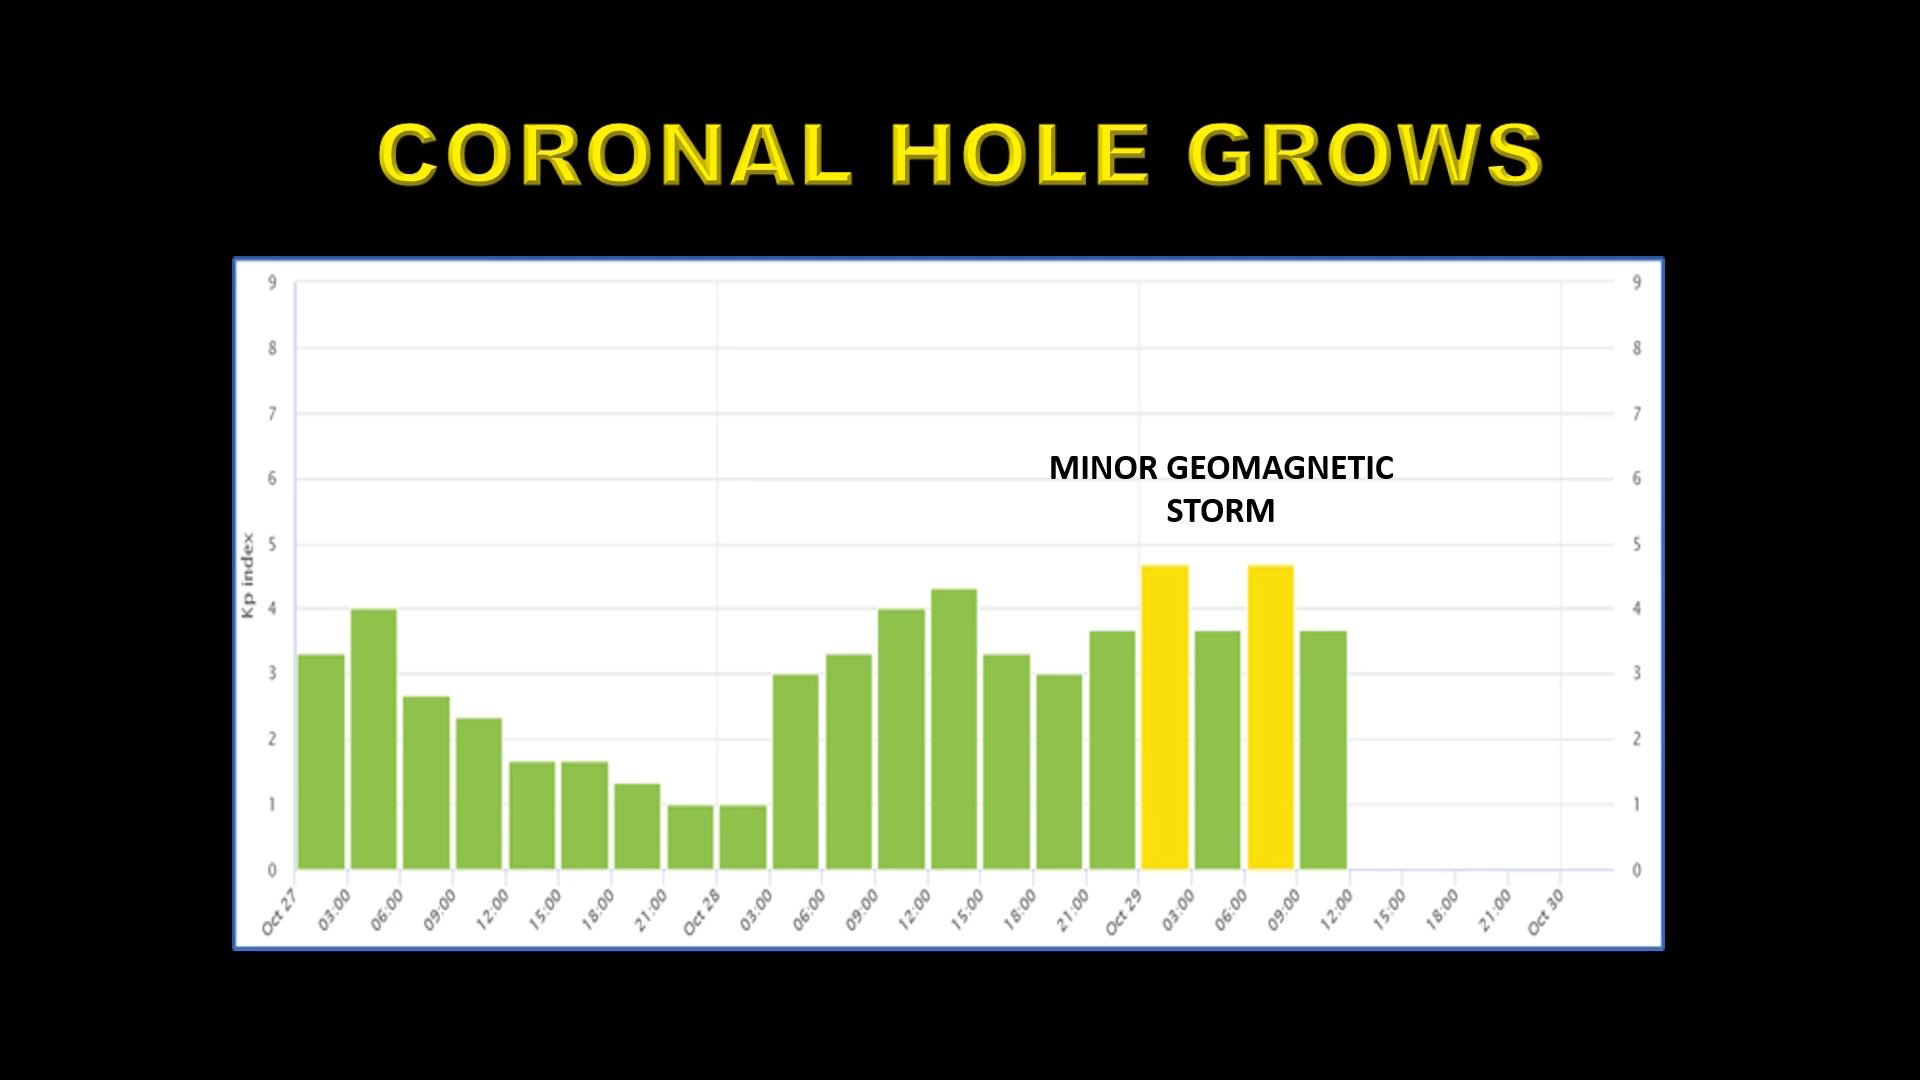 CORONAL HOLE GROWS
9 9
8 8
7 7
MINOR GEOMAGNETIC
6 6
STORM
5 5
Kp index
4 4
3 3
2 2
1 1
0 0
Oct 27 03:00 06:00 09:00 12:00 15:00 18:00 21:00 Oct 28 03:00 06:00 09:00 12:00 15:00 18:00 21:00 Oct 29 03:00 06:00 09:00 12:00 15:00 18:00 21:00 Oct 30